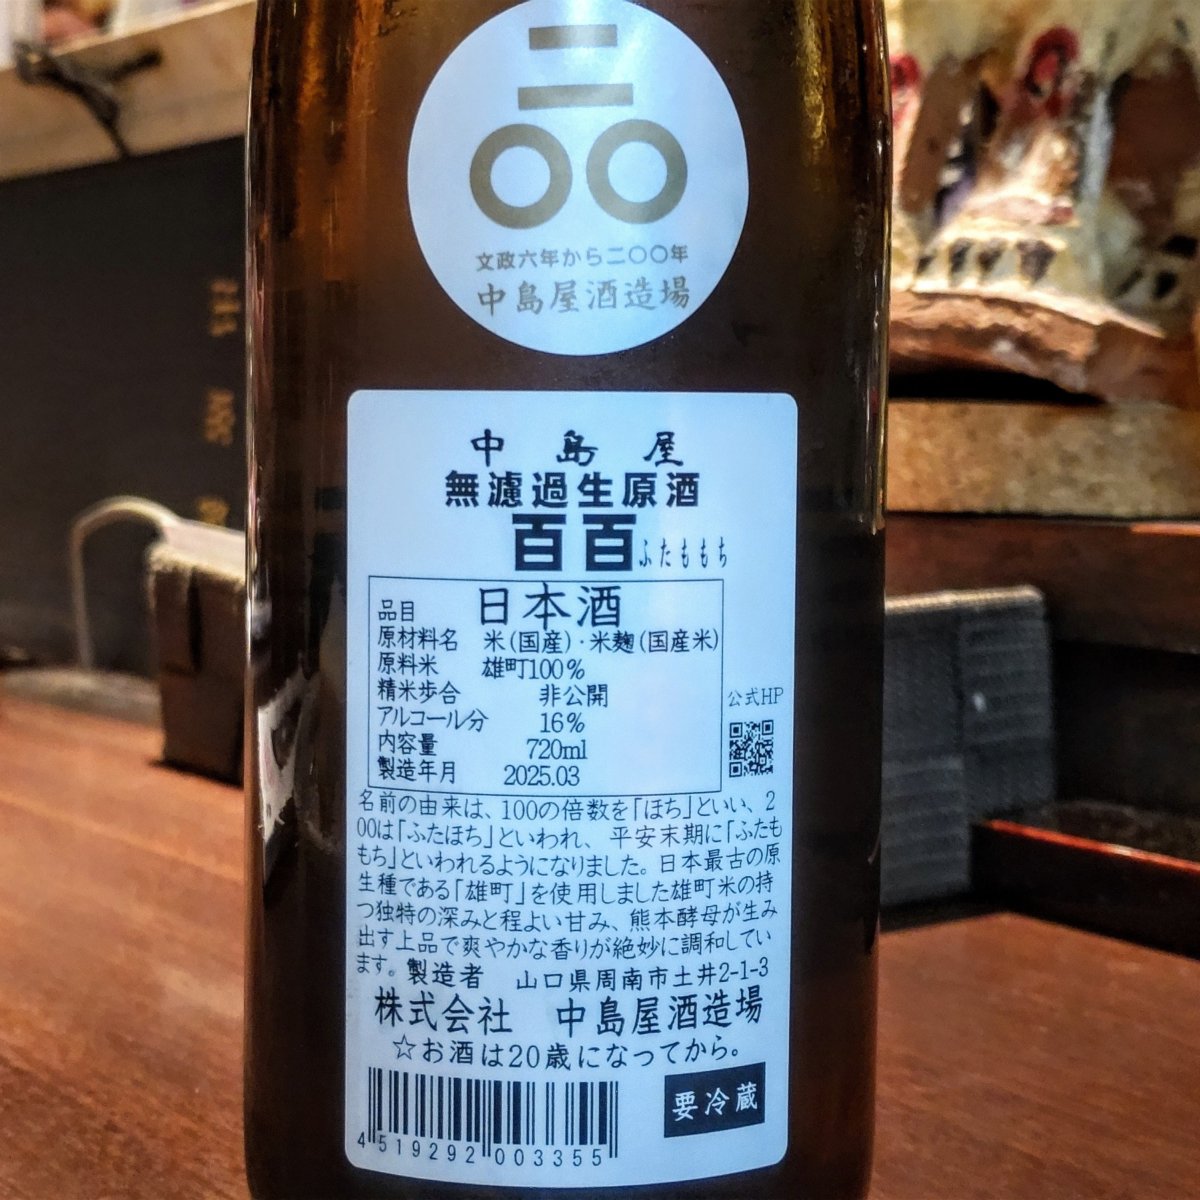 二
〇〇
文政六年から二〇〇年
中島屋酒造場
中島屋
無濾過生原酒
百百ふたももち
品目 日本酒
原材料名 米(国産)・米麹(国産米)
原料米 雄町100%
精米歩合 非公開
アルコール分 16%
内容量 720ml
製造年月 2025.03
公式HP
名前の由来は、100の倍数を「ほち」といい、2
00は「ふたほち」といわれ、平安末期に「ふたも
もち」といわれるようになりました。日本最古の原
生種である「雄町」を使用しました雄町米の持
つ独特の深みと程よい甘み、熊本酵母が生み
出す上品で爽やかな香りが絶妙に調和してい
ます。製造者 山口県周南市土井2-1-3
株式会社 中島屋酒造場
☆お酒は20歳になってから。
要冷蔵
4519292003355